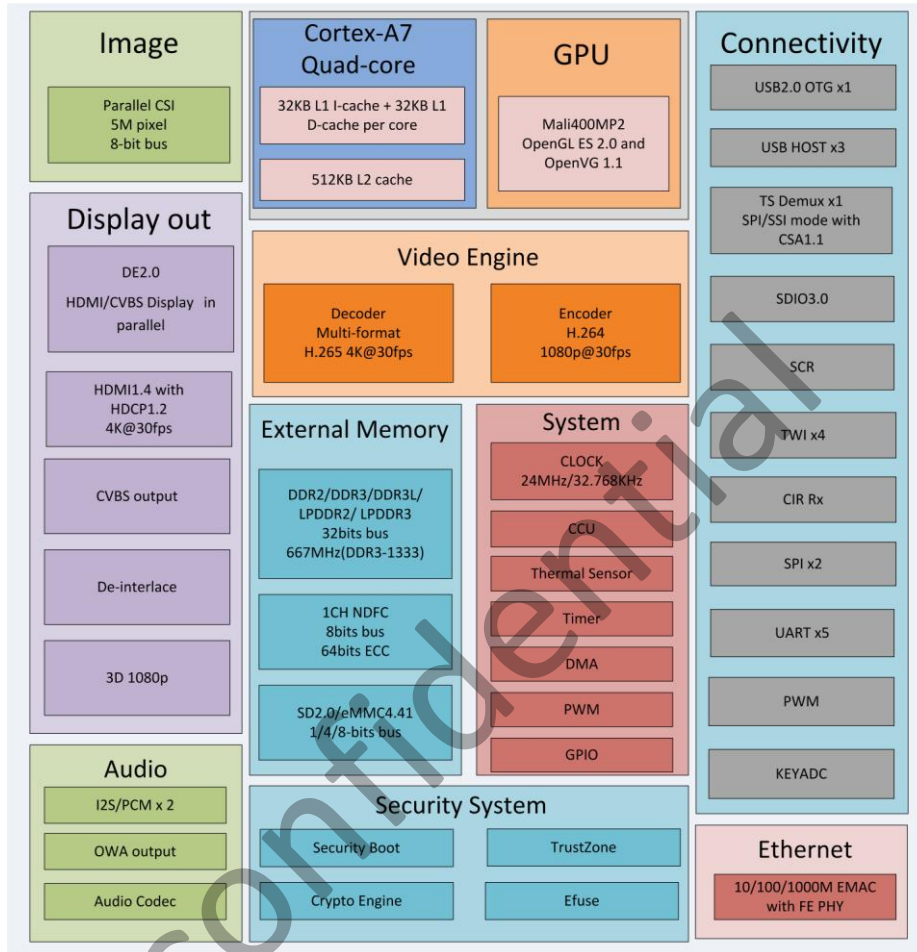 Image
Parallel CSI
5M pixel
8-bit bus
Cortex-A7
Quad-core
32KB L1 I-cache + 32KB L1
D-cache per core
512KB L2 cache
GPU
Mali400MP2
OpenGL ES 2.0 and
OpenVG 1.1
Connectivity
USB2.0 OTG x1
USB HOST x3
TS Demux x1
SPI/SSI mode with
CSA1.1
SDIO3.0
SCR
TWI x4
CIR Rx
SPI x2
UART x5
PWM
KEYADC
Display out
DE2.0
HDMI/CVBS Display in
parallel
HDMI1.4 with
HDCP1.2
4K@30fps
CVBS output
De-interlace
3D 1080p
Video Engine
Decoder
Multi-format
H.265 4K@30fps
Encoder
H.264
1080p@30fps
External Memory
DDR2/DDR3/DDR3L/
LPDDR2/ LPDDR3
32bits bus
667MHz(DDR3-1333)
1CH NDFC
8bits bus
64bits ECC
SD2.0/eMMC4.41
1/4/8-bits bus
System
CLOCK
24MHz/32.768KHz
CCU
Thermal Sensor
Timer
DMA
PWM
GPIO
Audio
I2S/PCM x 2
OWA output
Audio Codec
Security System
Security Boot
TrustZone
Crypto Engine
Efuse
Ethernet
10/100/1000M EMAC
with FE PHY
confidential